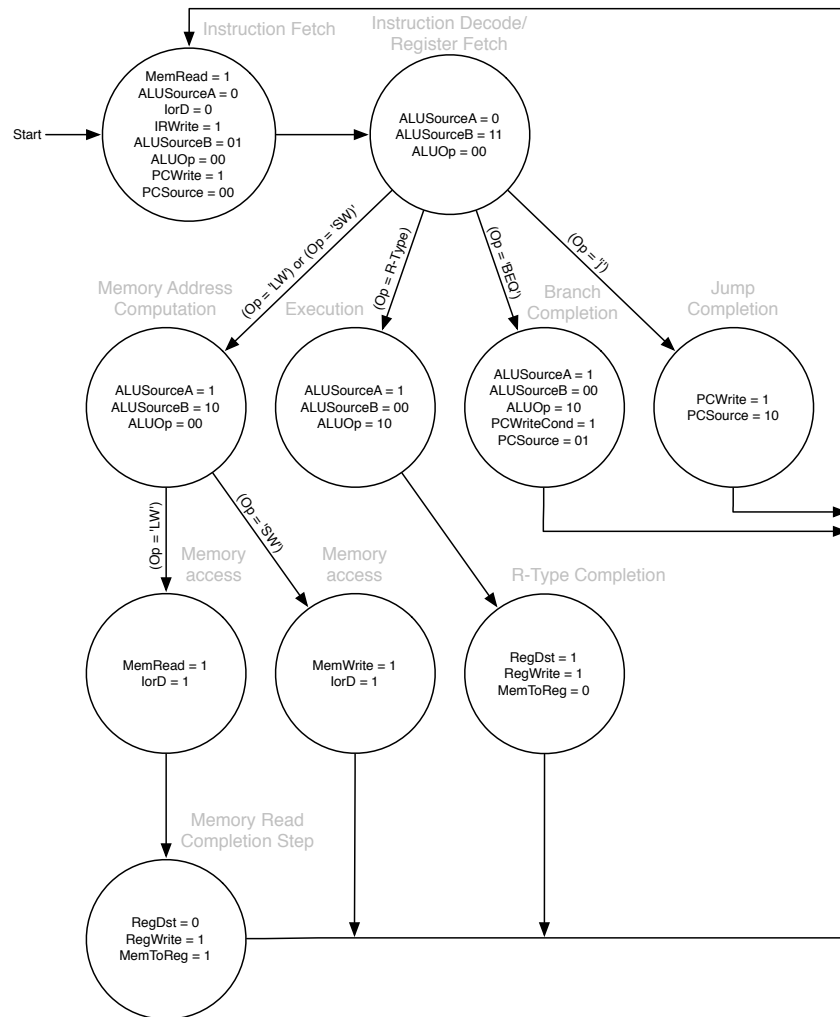 Instruction Fetch
Instruction Decode/
Register Fetch
Start
MemRead = 1
ALUSourceA = 0
IorD = 0
IRWrite = 1
ALUSourceB = 01
ALUOp = 00
PCWrite = 1
PCSource = 00
ALUSourceA = 0
ALUSourceB = 11
ALUOp = 00
(Op = 'LW') or (Op = 'SW)'
(Op = R-Type)
(Op = 'BEQ')
(Op = 'j')
Memory Address
Computation
Execution
Branch
Completion
Jump
Completion
ALUSourceA = 1
ALUSourceB = 10
ALUOp = 00
ALUSourceA = 1
ALUSourceB = 00
ALUOp = 10
ALUSourceA = 1
ALUSourceB = 00
ALUOp = 10
PCWriteCond = 1
PCSource = 01
PCWrite = 1
PCSource = 10
(Op = 'LW')
(Op = 'SW')
Memory
access
Memory
access
R-Type Completion
MemRead = 1
IorD = 1
MemWrite = 1
IorD = 1
RegDst = 1
RegWrite = 1
MemToReg = 0
Memory Read
Completion Step
RegDst = 0
RegWrite = 1
MemToReg = 1